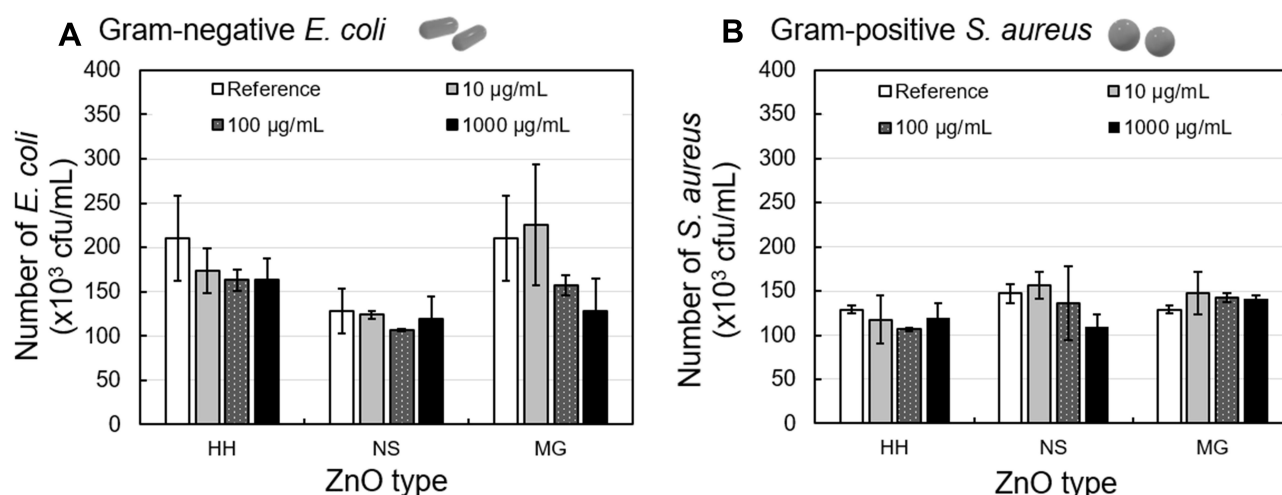 A Gram-negative E. coli
400
350
300
250
200
150
100
50
0
Number of E. coli
(x10³ cfu/mL)
Reference
10 µg/mL
100 µg/mL
1000 µg/mL
HH
NS
MG
ZnO type
B Gram-positive S. aureus
400
350
300
250
200
150
100
50
0
Number of S. aureus
(x10³ cfu/mL)
Reference
10 µg/mL
100 µg/mL
1000 µg/mL
HH
NS
MG
ZnO type